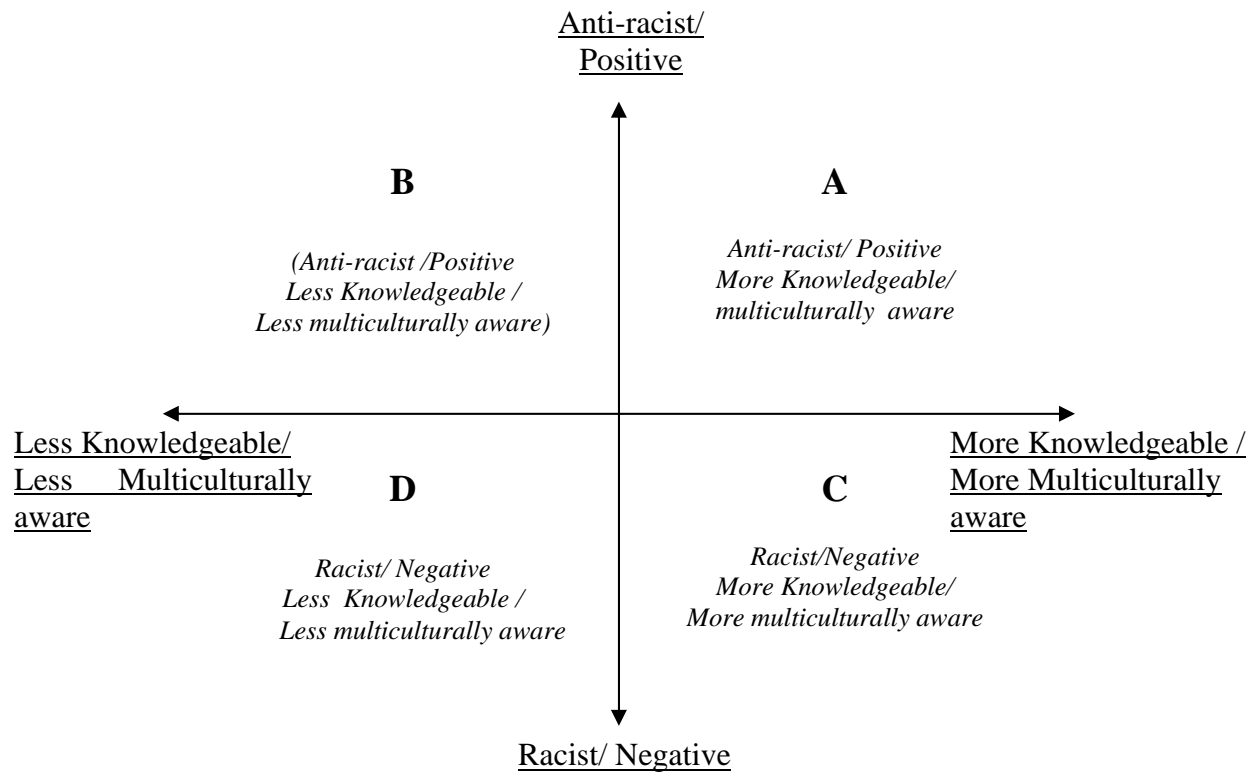 Anti-racist/
Positive
B
A
(Anti-racist /Positive
Less Knowledgeable /
Less multiculturally aware)
Anti-racist/ Positive
More Knowledgeable/
multiculturally aware
Less Knowledgeable/
Less Multiculturally
aware
More Knowledgeable /
More Multiculturally
aware
D
C
Racist/ Negative
Less Knowledgeable /
Less multiculturally aware
Racist/Negative
More Knowledgeable/
More multiculturally aware
Racist/ Negative